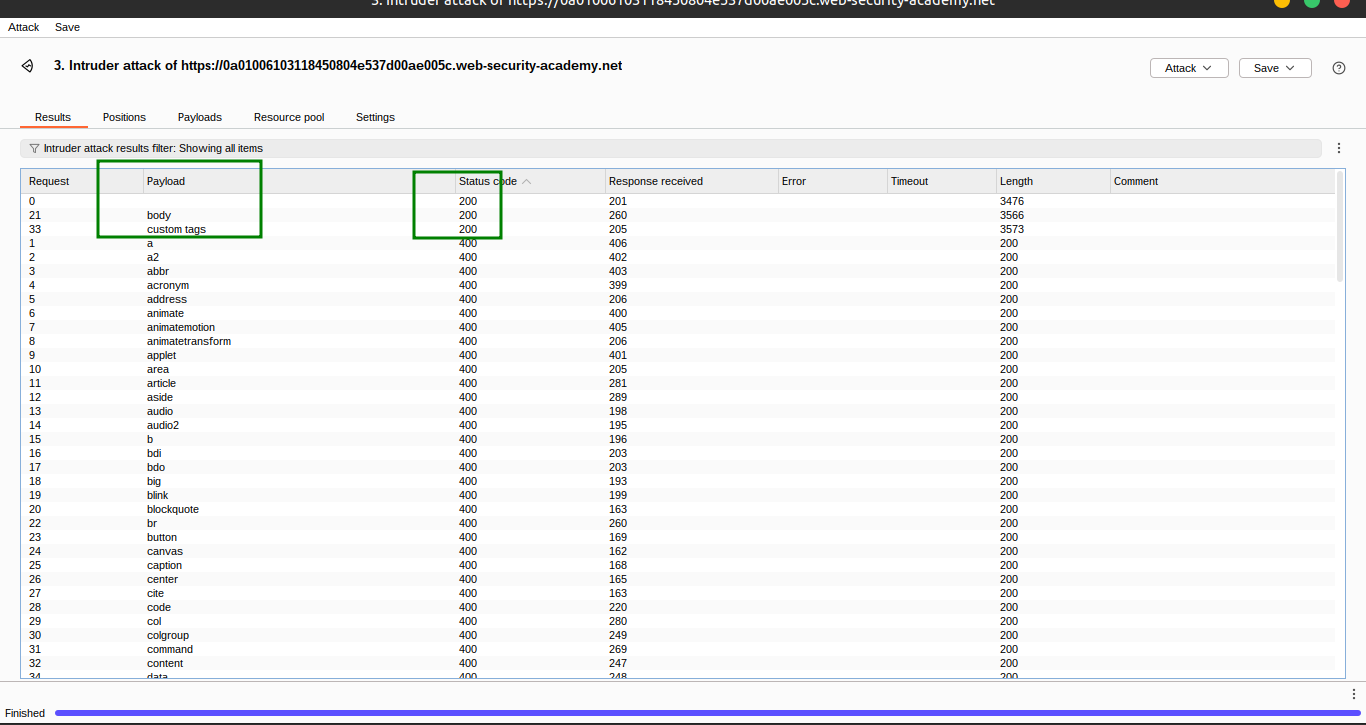 3. Intruder attack of https://0a01006103118450804e537d00ae005c.web-security-academy.net
Attack Save
3. Intruder attack of https://0a01006103118450804e537d00ae005c.web-security-academy.net
Attack Save
Results Positions Payloads Resource pool Settings
Intruder attack results filter: Showing all items
Request Payload Status code Response received Error Timeout Length Comment
0 200 201 3476
21 body 200 260 3566
33 custom tags 200 205 3573
1 a 400 406 200
2 a2 400 402 200
3 abbr 400 403 200
4 acronym 400 399 200
5 address 400 206 200
6 animate 400 400 200
7 animatemotion 400 405 200
8 animatetransform 400 206 200
9 applet 400 401 200
10 area 400 205 200
11 article 400 281 200
12 aside 400 289 200
13 audio 400 198 200
14 audio2 400 195 200
15 b 400 196 200
16 bdi 400 203 200
17 bdo 400 203 200
18 big 400 193 200
19 blink 400 199 200
20 blockquote 400 163 200
22 br 400 260 200
23 button 400 169 200
24 canvas 400 162 200
25 caption 400 168 200
26 center 400 165 200
27 cite 400 163 200
28 code 400 220 200
29 col 400 280 200
30 colgroup 400 249 200
31 command 400 269 200
32 content 400 247 200
34 data 400 248 200
Finished